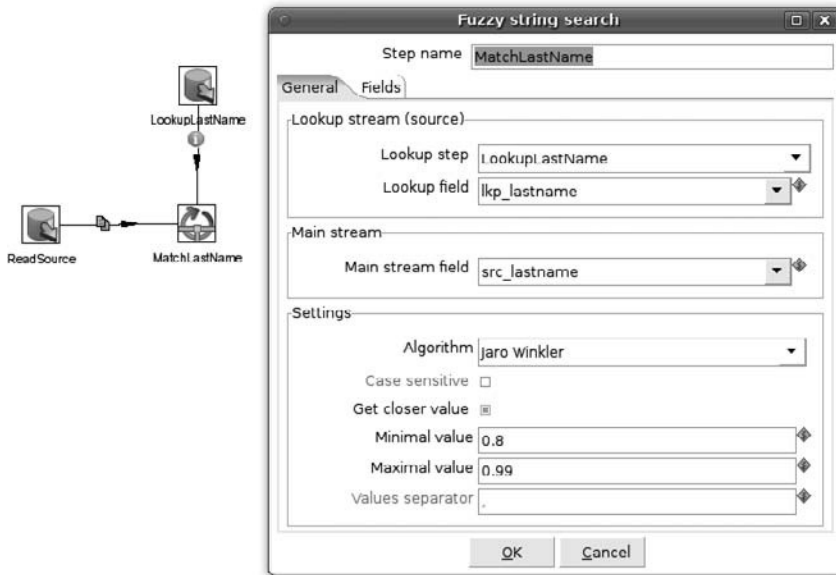 LookupLastName
ReadSource
MatchLastName
Fuzzy string search
Step name MatchLastName
General Fields
Lookup stream (source)
Lookup step LookupLastName
Lookup field lkp_lastname
Main stream
Main stream field src_lastname
Settings
Algorithm Jaro Winkler
Case sensitive
Get closer value
Minimal value 0.8
Maximal value 0.99
Values separator ,
OK Cancel